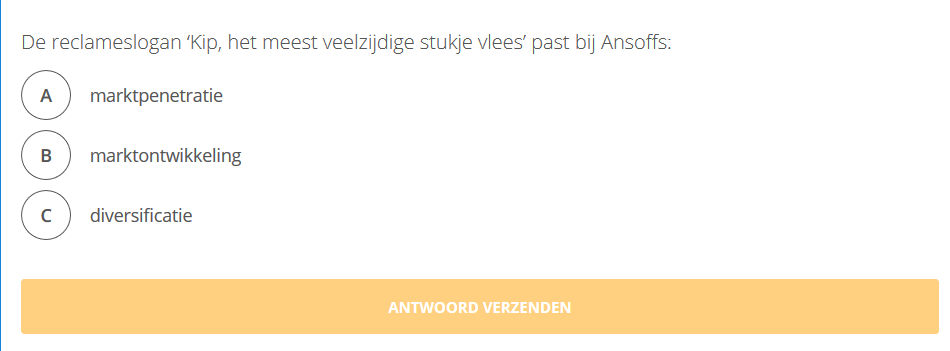 De reclameslogan ‘Kip, het meest veelzijdige stukje vlees’ past bij Ansoffs:
A marktpenetratie
B marktontwikkeling
C diversificatie
ANTWOORD VERZENDEN